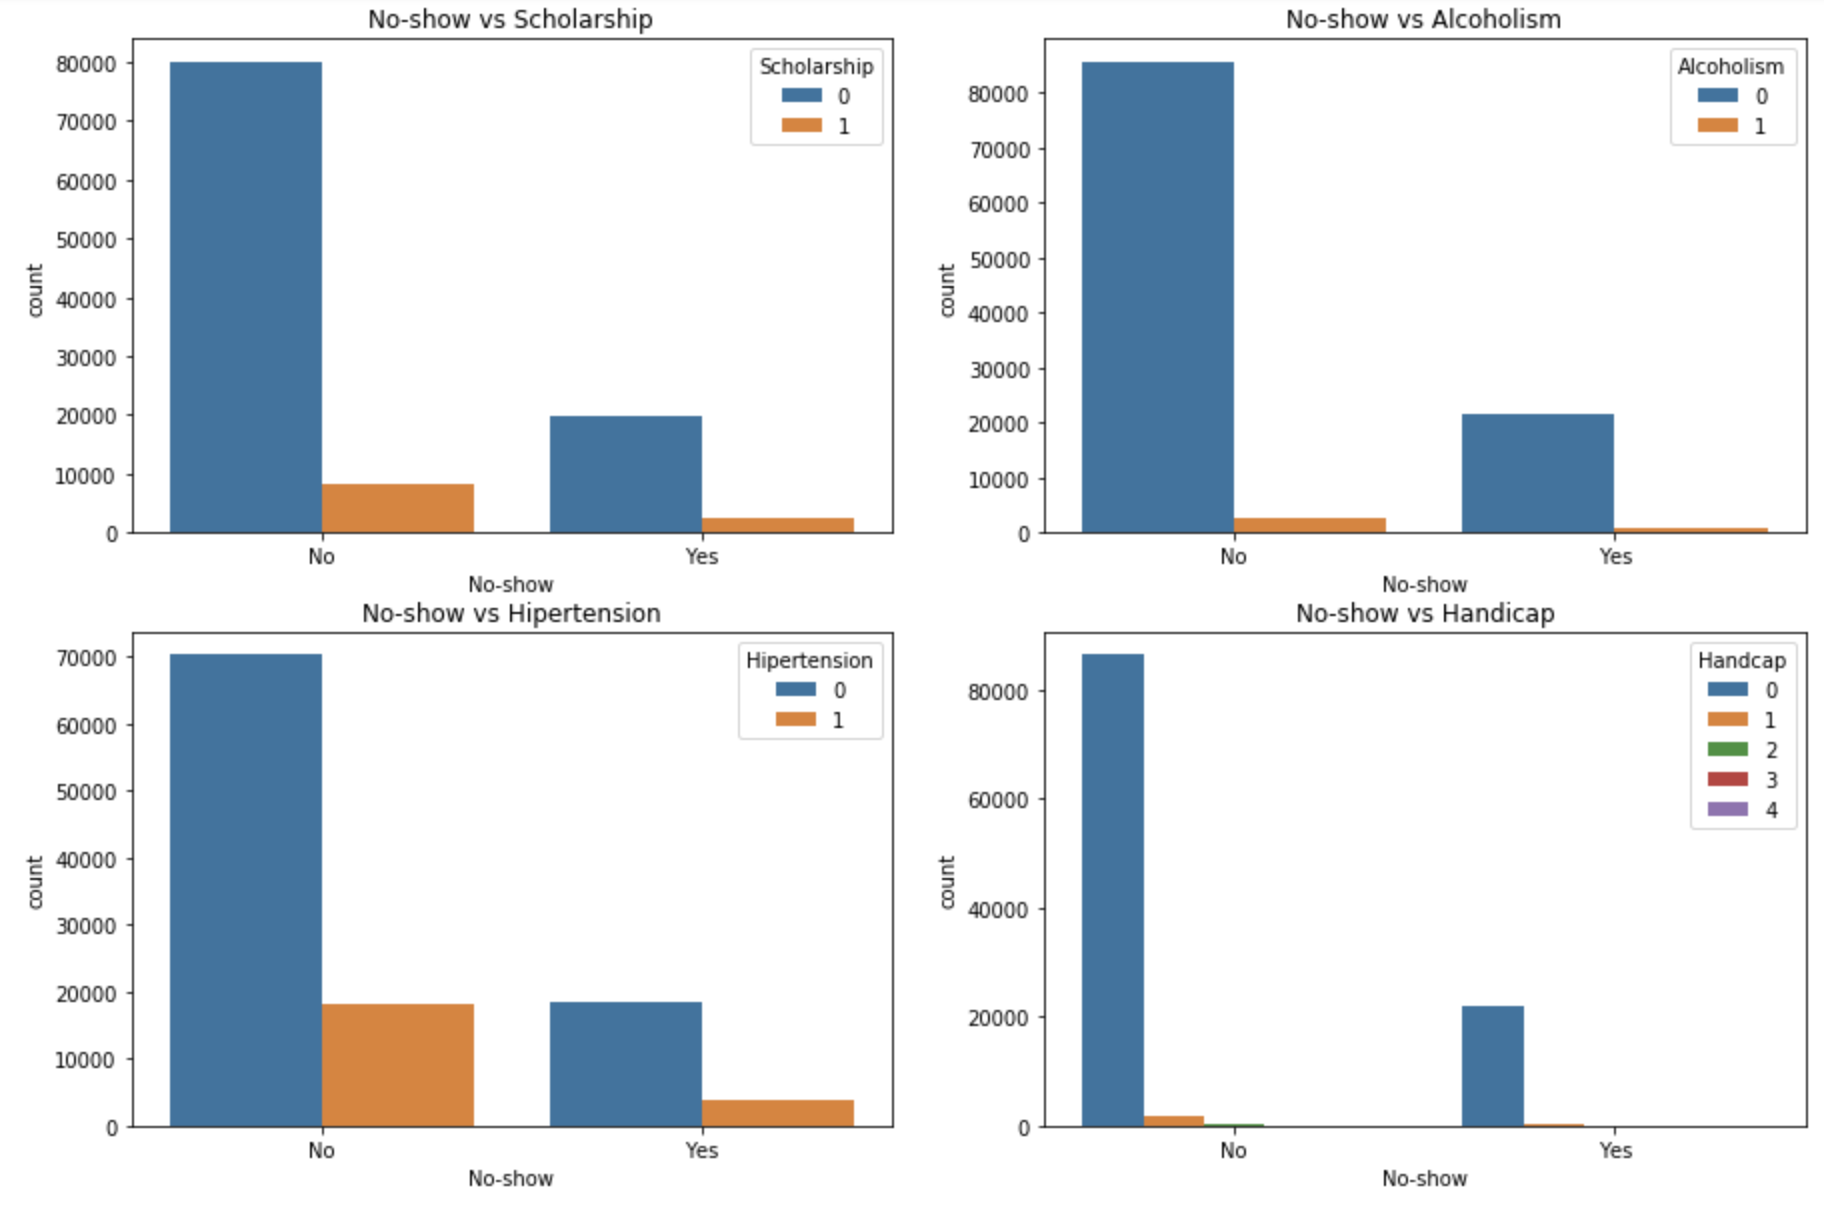 No-show vs Scholarship
80000
70000
60000
50000
40000
30000
20000
10000
0
count
Scholarship
0
1
No
Yes
No-show
No-show vs Alcoholism
80000
70000
60000
50000
40000
30000
20000
10000
0
count
Alcoholism
0
1
No
Yes
No-show
No-show vs Hipertension
70000
60000
50000
40000
30000
20000
10000
0
count
Hipertension
0
1
No
Yes
No-show
No-show vs Handicap
80000
60000
40000
20000
0
count
Handcap
0
1
2
3
4
No
Yes
No-show